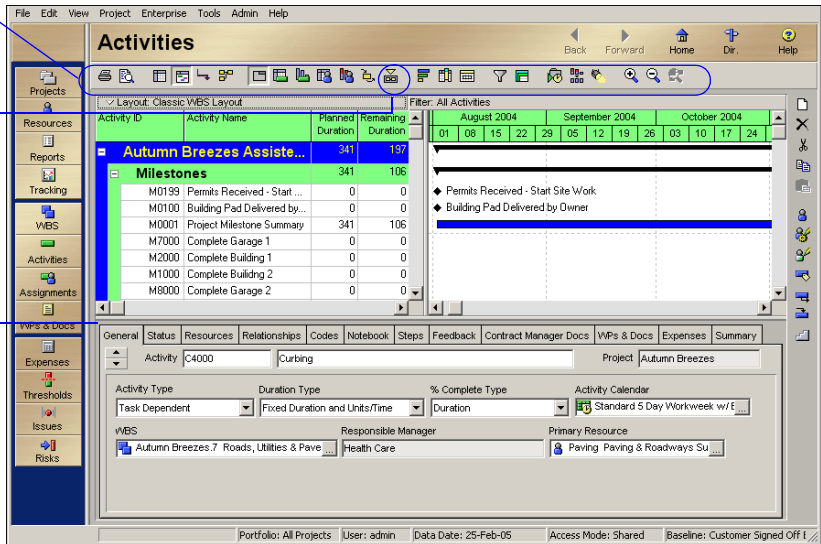 File Edit View Project Enterprise Tools Admin Help
Activities
Back Forward Home Dir. Help
Projects
Resources
Reports
Tracking
WBS
Activities
Assignments
WPs & Docs
Expenses
Thresholds
Issues
Risks
Layout: Classic WBS Layout
Filter: All Activities
Activity ID Activity Name Planned Duration Remaining Duration
August 2004 September 2004 October 2004
01 08 15 22 29 05 12 19 26 03 10 17 24
Autumn Breezes Assiste... 341 197
Milestones 341 106
M0199 Permits Received - Start ... 0 0
Permits Received - Start Site Work
M0100 Building Pad Delivered by... 0 0
Building Pad Delivered by Owner
M0001 Project Milestone Summary 341 106
M7000 Complete Garage 1 0 0
M2000 Complete Building 1 0 0
M1000 Complete Builidng 2 0 0
M8000 Complete Garage 2 0 0
General Status Resources Relationships Codes Notebook Steps Feedback Contract Manager Docs WPs & Docs Expenses Summary
Activity C4000 Curbing Project Autumn Breezes
Activity Type Duration Type % Complete Type Activity Calendar
Task Dependent Fixed Duration and Units/Time Duration Standard 5 Day Workweek w/ E ...
WBS Responsible Manager Primary Resource
Autumn Breezes.7 Roads, Utilities & Pave ... Health Care Paving Paving & Roadways Su ...
Portfolio: All Projects User: admin Data Date: 25-Feb-05 Access Mode: Shared Baseline: Customer Signed Off E